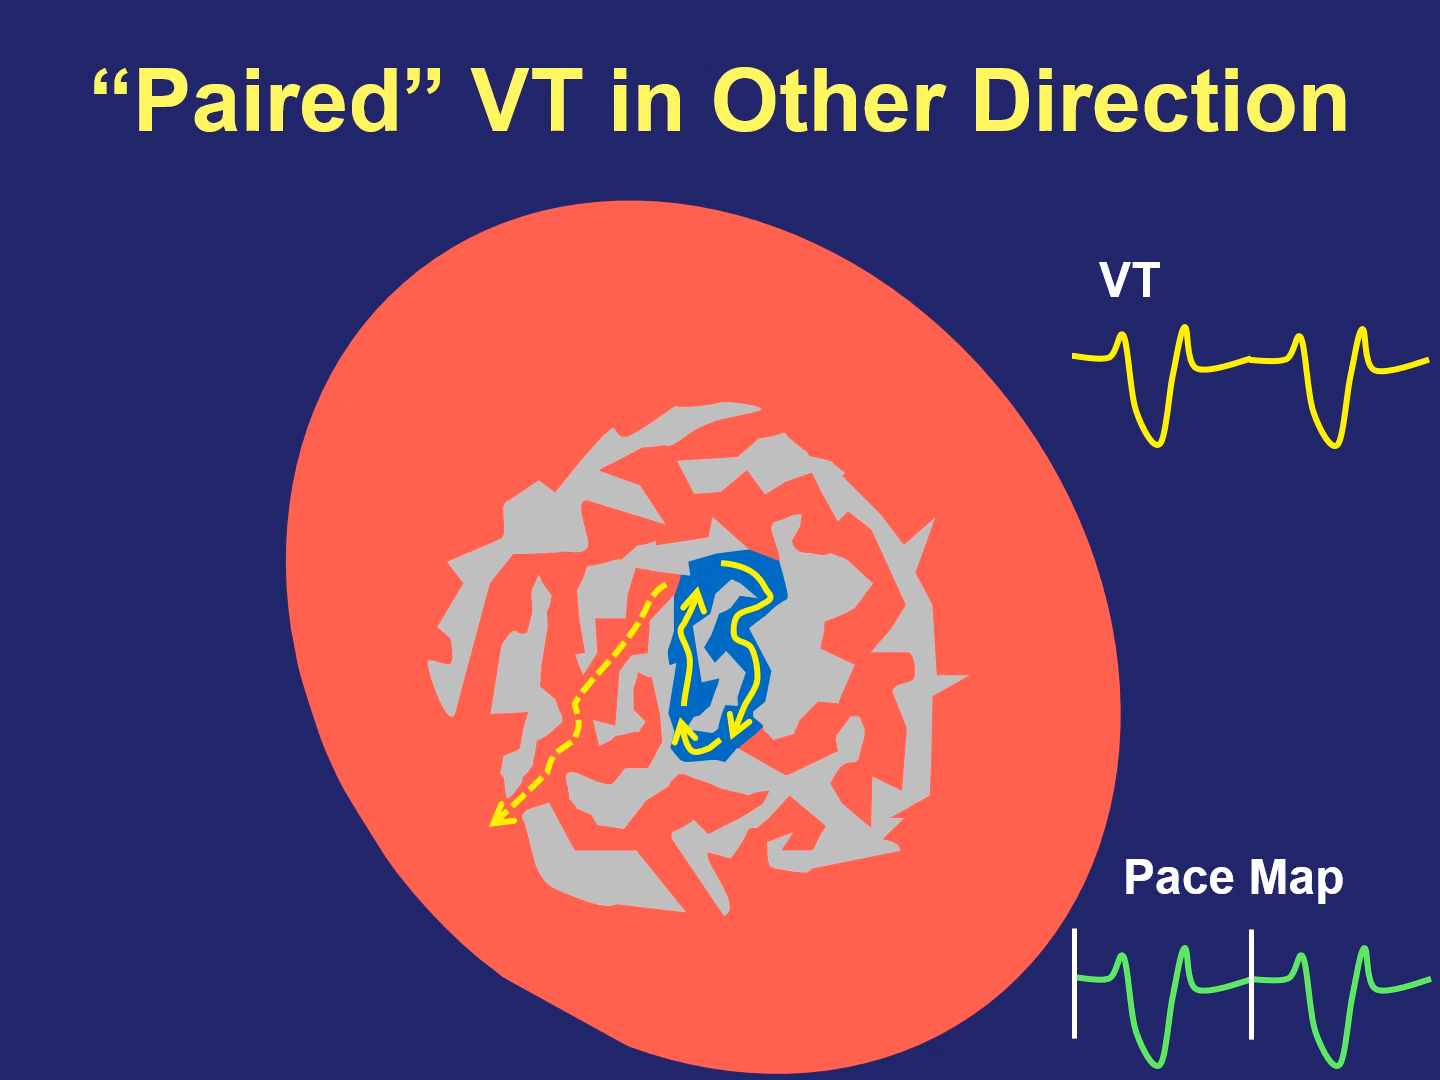 “Paired” VT in Other Direction
VT
Pace Map